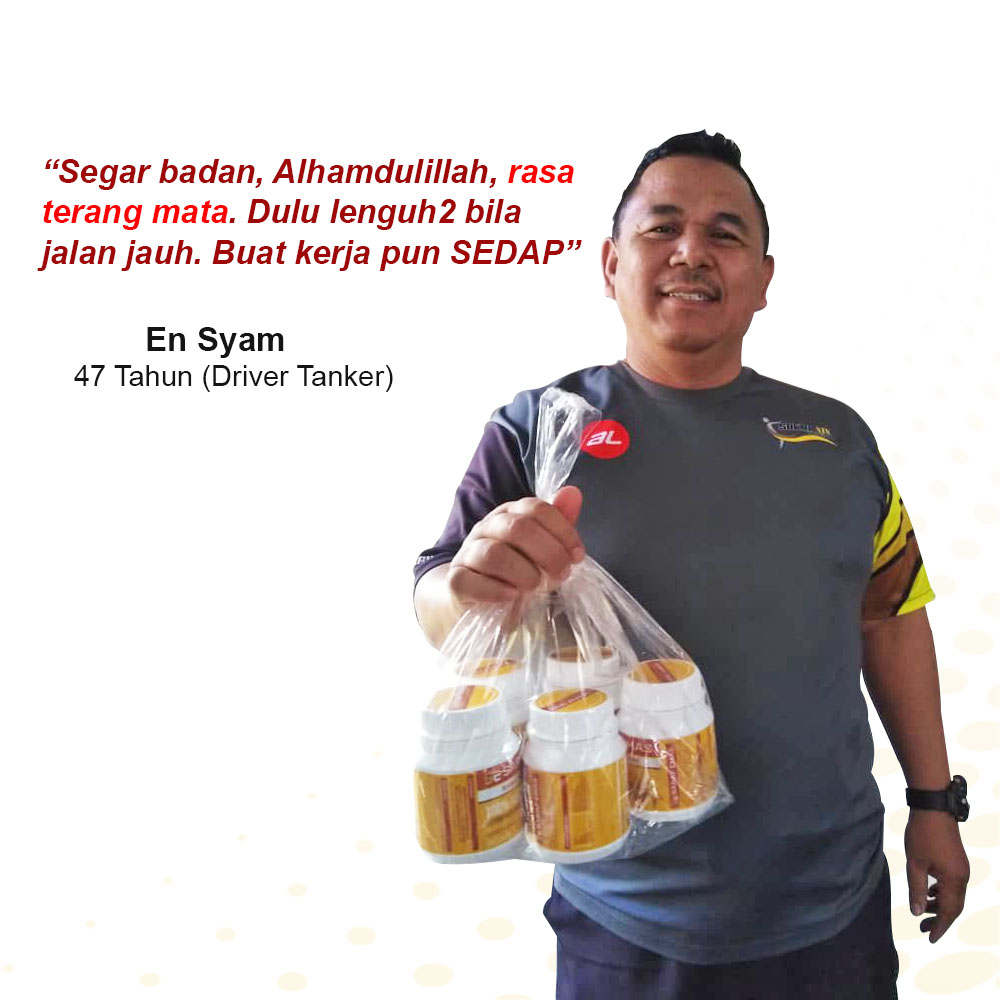 “Segar badan, Alhamdulillah, rasa
terang mata. Dulu lenguh2 bila
jalan jauh. Buat kerja pun SEDAP”
En Syam
47 Tahun (Driver Tanker)
aL